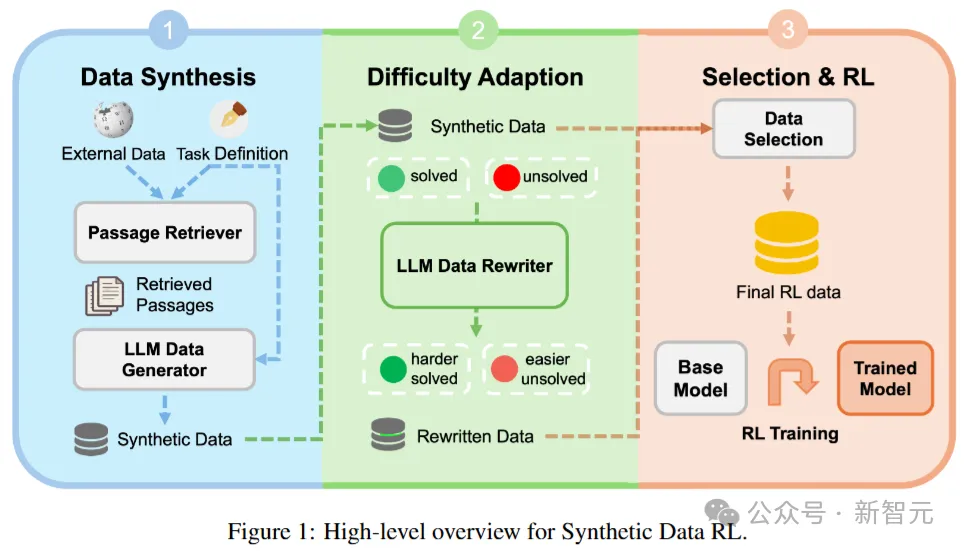 1
Data Synthesis
External Data
Task Definition
Passage Retriever
Retrieved
Passages
LLM Data
Generator
Synthetic Data
2
Difficulty Adaption
Synthetic Data
solved
unsolved
LLM Data Rewriter
harder
solved
easier
unsolved
Rewritten Data
3
Selection & RL
Data
Selection
Final RL data
Base
Model
Trained
Model
RL Training
公众号 · 新智元
Figure 1: High-level overview for Synthetic Data RL.